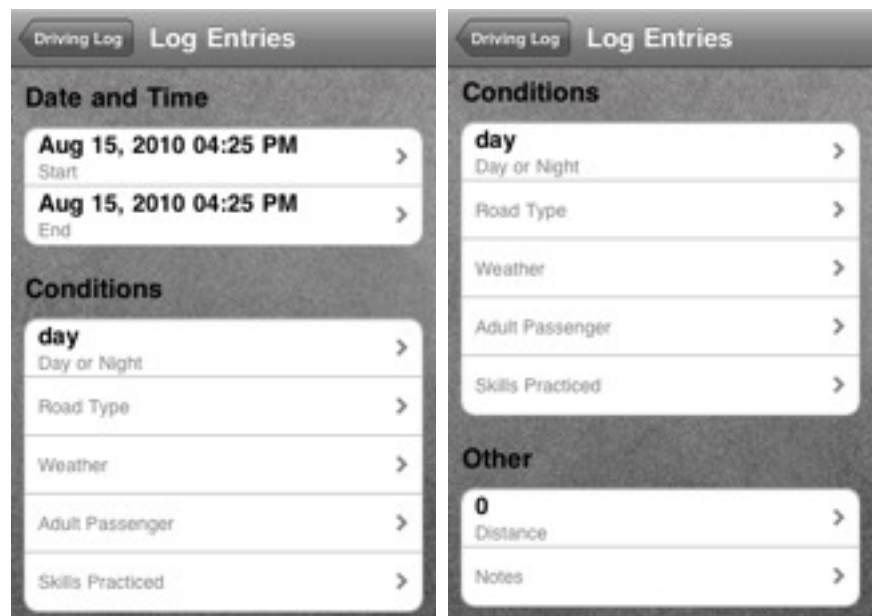 Driving Log Log Entries
Date and Time
Aug 15, 2010 04:25 PM
Start
Aug 15, 2010 04:25 PM
End
Conditions
day
Day or Night
Road Type
Weather
Adult Passenger
Skills Practiced
Driving Log Log Entries
Conditions
day
Day or Night
Road Type
Weather
Adult Passenger
Skills Practiced
Other
0
Distance
Notes